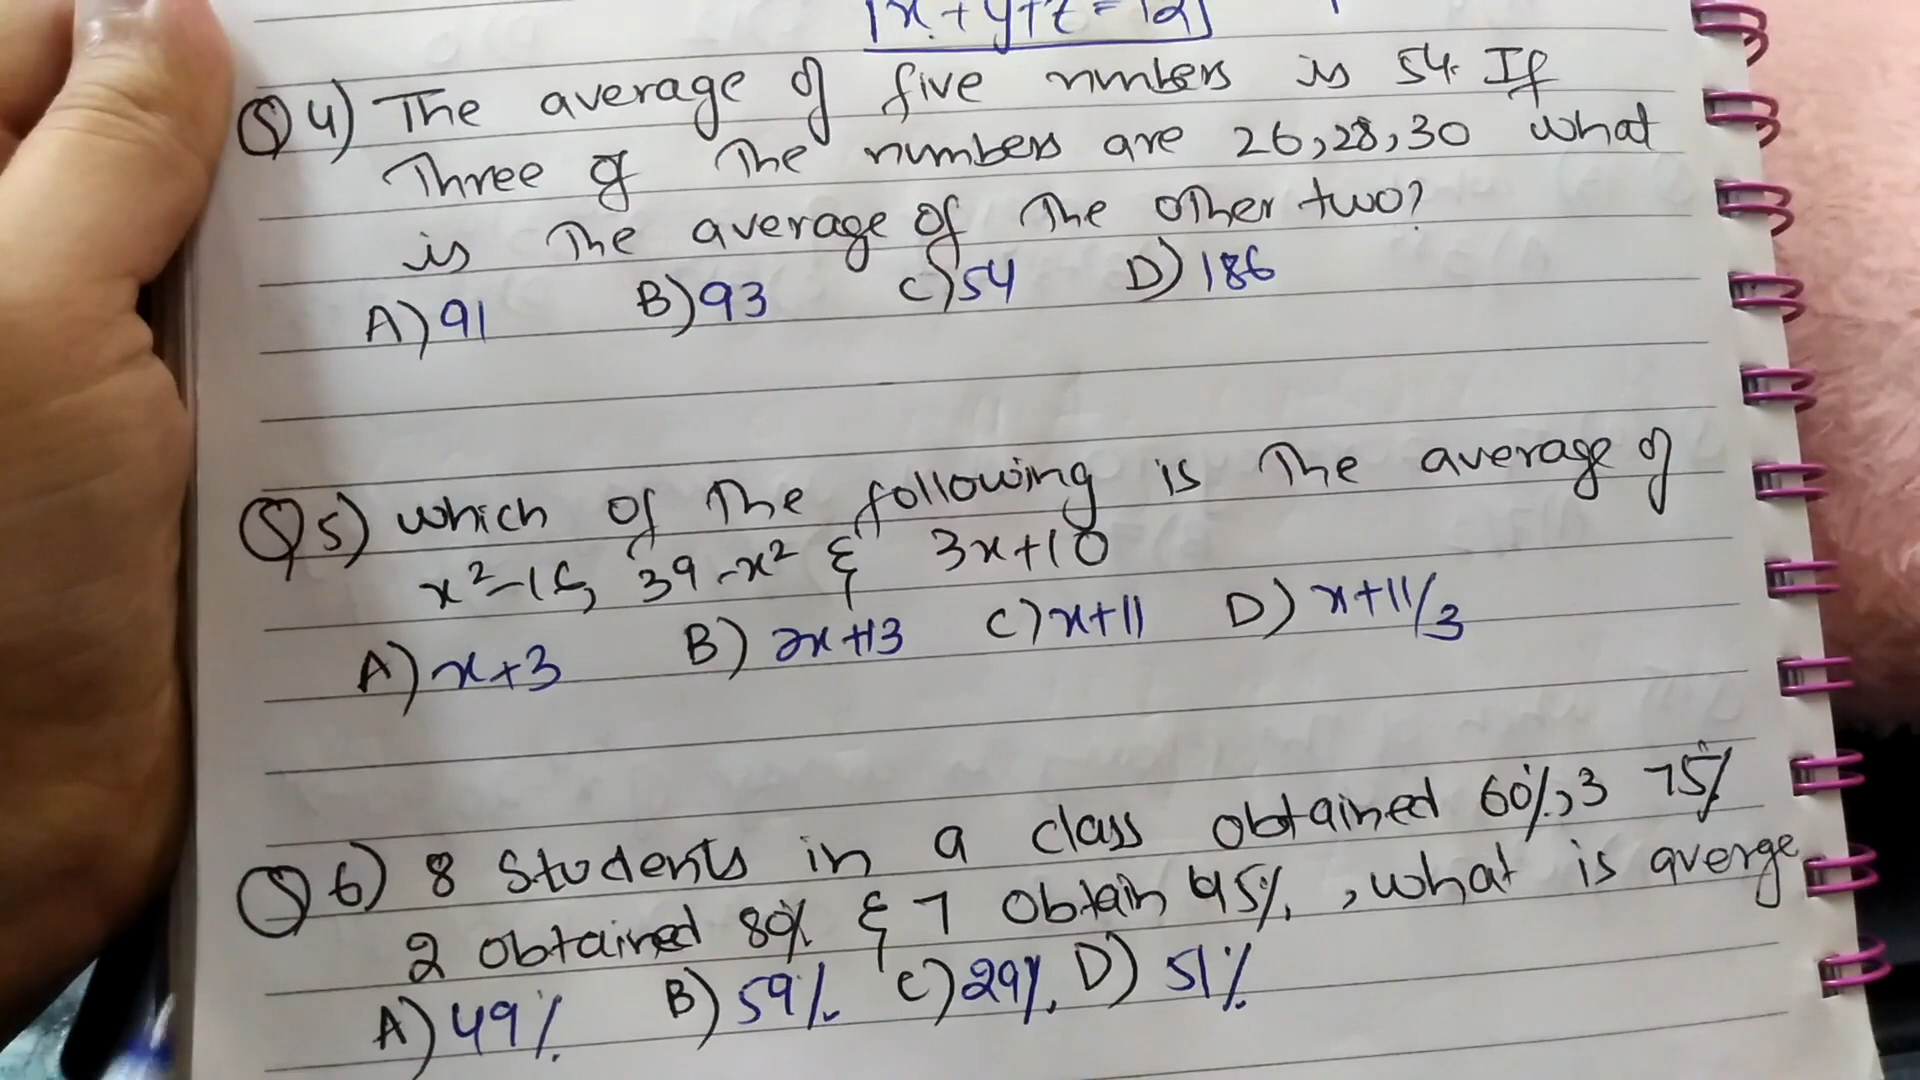 x+y+z=12
Q4) The average of five numbers is 54. If
Three of the numbers are 26,28,30 what
is the average of the other two?
A) 91 B) 93 C) 54 D) 186
Q5) which of the following is the average of
x²-15, 39-x² & 3x+10
A) x+3 B) 2x+13 C) x+11 D) x+11/3
Q6) 8 students in a class obtained 60%, 3 75%
2 obtained 80% & 7 obtain 45%, what is averge
A) 49% B) 59% C) 29% D) 51%